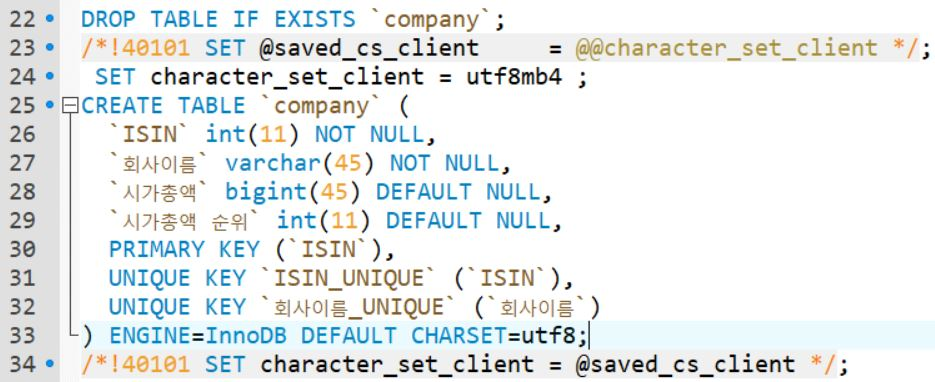 22 DROP TABLE IF EXISTS `company`;
23 /*!40101 SET @saved_cs_client     = @@character_set_client */;
24  SET character_set_client = utf8mb4 ;
25 CREATE TABLE `company` (
26   `ISIN` int(11) NOT NULL,
27   `회사이름` varchar(45) NOT NULL,
28   `시가총액` bigint(45) DEFAULT NULL,
29   `시가총액 순위` int(11) DEFAULT NULL,
30   PRIMARY KEY (`ISIN`),
31   UNIQUE KEY `ISIN_UNIQUE` (`ISIN`),
32   UNIQUE KEY `회사이름_UNIQUE` (`회사이름`)
33 ) ENGINE=InnoDB DEFAULT CHARSET=utf8;
34 /*!40101 SET character_set_client = @saved_cs_client */;